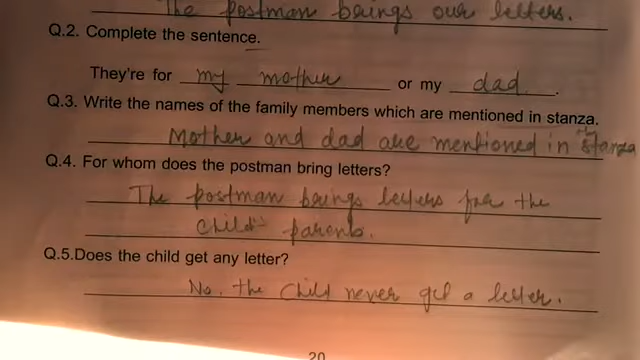 The postman brings our letters.
Q.2. Complete the sentence.
They're for my mother or my dad.
Q.3. Write the names of the family members which are mentioned in stanza.
Mother and dad are mentioned in the stanza
Q.4. For whom does the postman bring letters?
The postman brings letters for the
child parents.
Q.5.Does the child get any letter?
No. the child never get a letter.
20